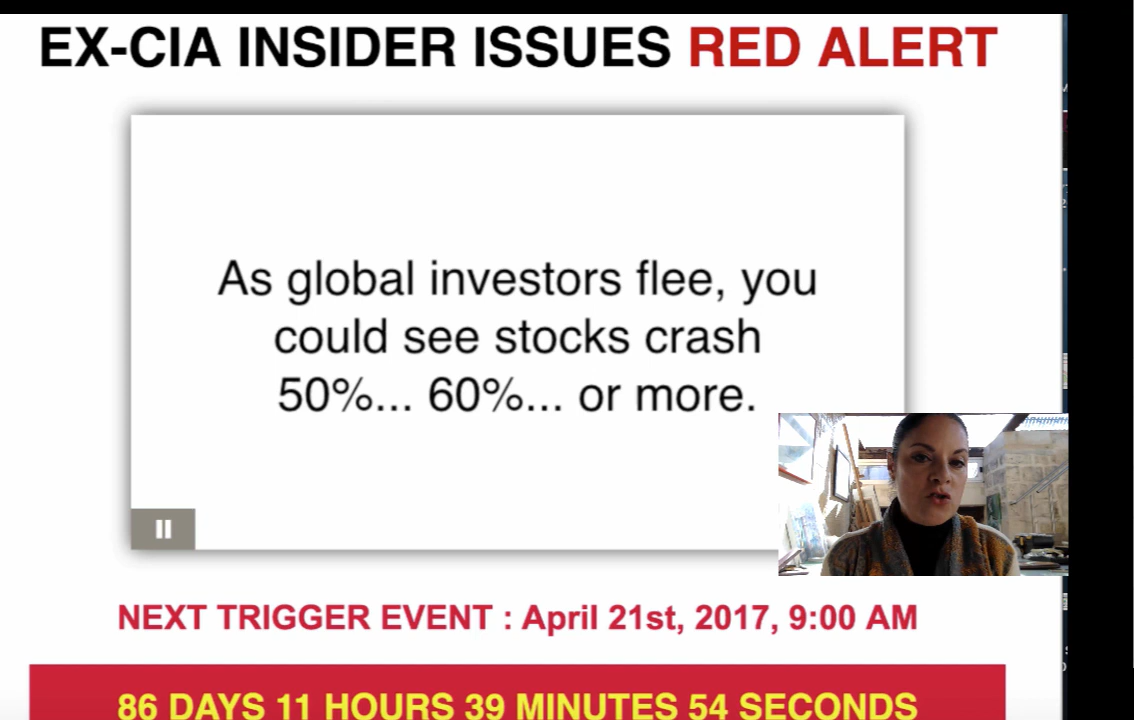 EX-CIA INSIDER ISSUES RED ALERT
As global investors flee, you
could see stocks crash
50%... 60%... or more.
NEXT TRIGGER EVENT : April 21st, 2017, 9:00 AM
86 DAYS 11 HOURS 39 MINUTES 54 SECONDS